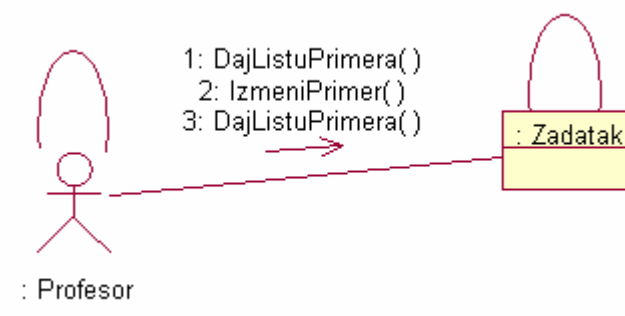 1: DajListuPrimera( )
2: IzmeniPrimer( )
3: DajListuPrimera( )
: Zadatak
: Profesor